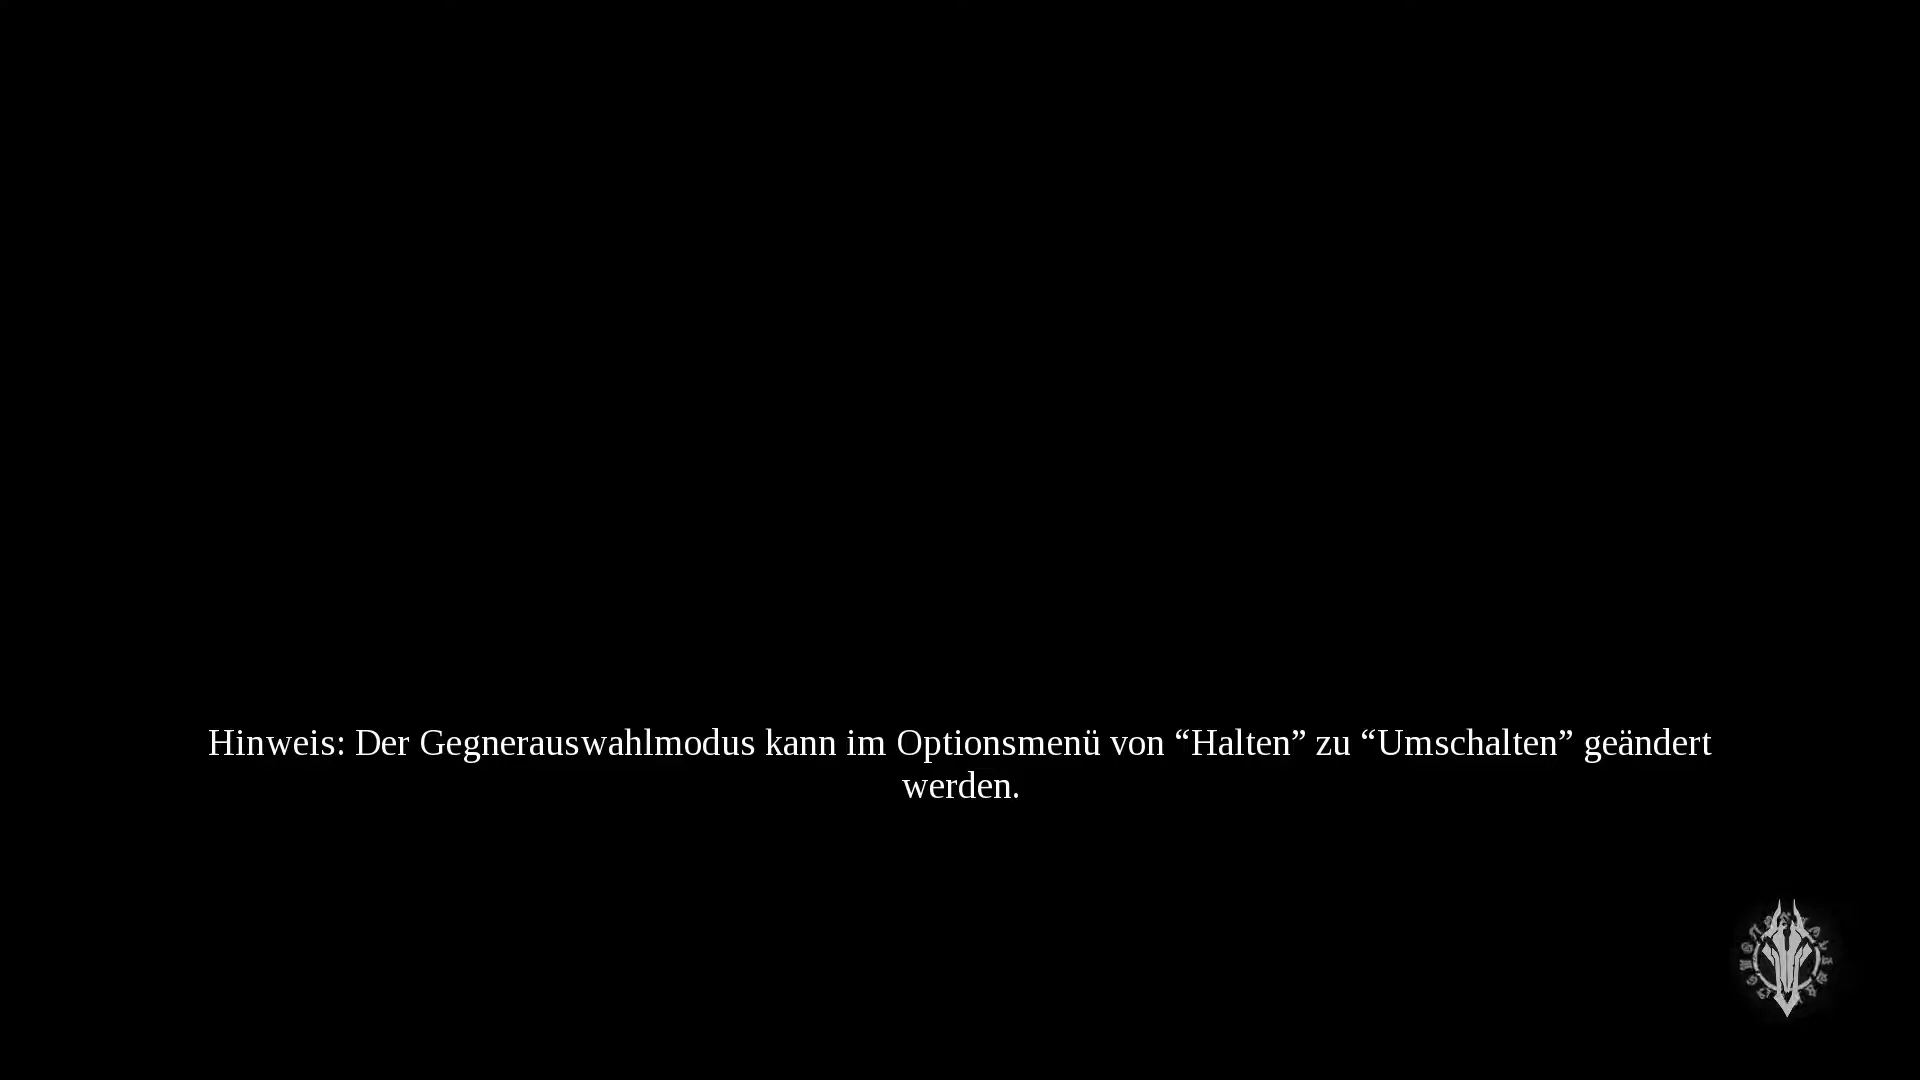 Hinweis: Der Gegnerauswahlmodus kann im Optionsmenü von “Halten” zu “Umschalten” geändert
werden.